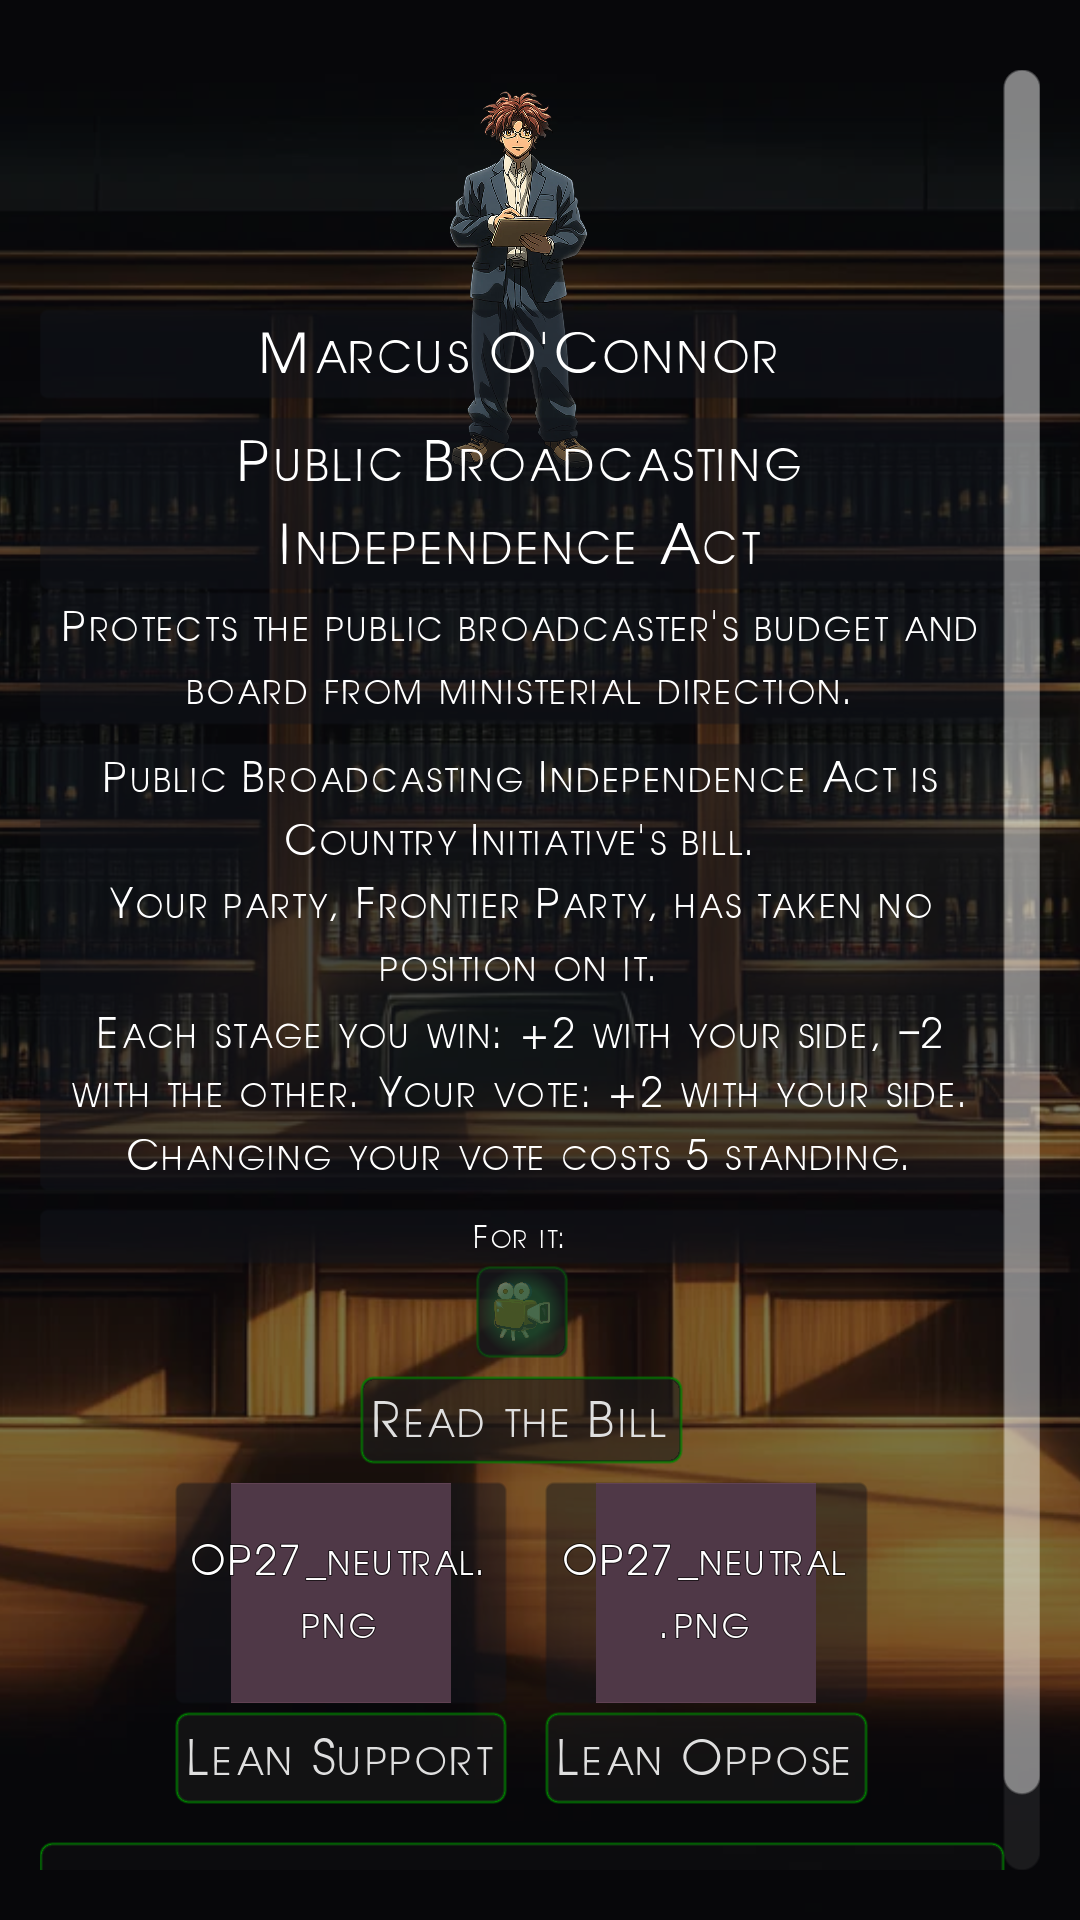 Marcus O'Connor
Public Broadcasting
Independence Act
Protects the public broadcaster's budget and
board from ministerial direction.
Public Broadcasting Independence Act is
Country Initiative's bill.
Your party, Frontier Party, has taken no
position on it.
Each stage you win: +2 with your side, −2
with the other. Your vote: +2 with your side.
Changing your vote costs 5 standing.
For it:
Read the Bill
OP27_neutral.
png
OP27_neutral
.png
Lean Support
Lean Oppose